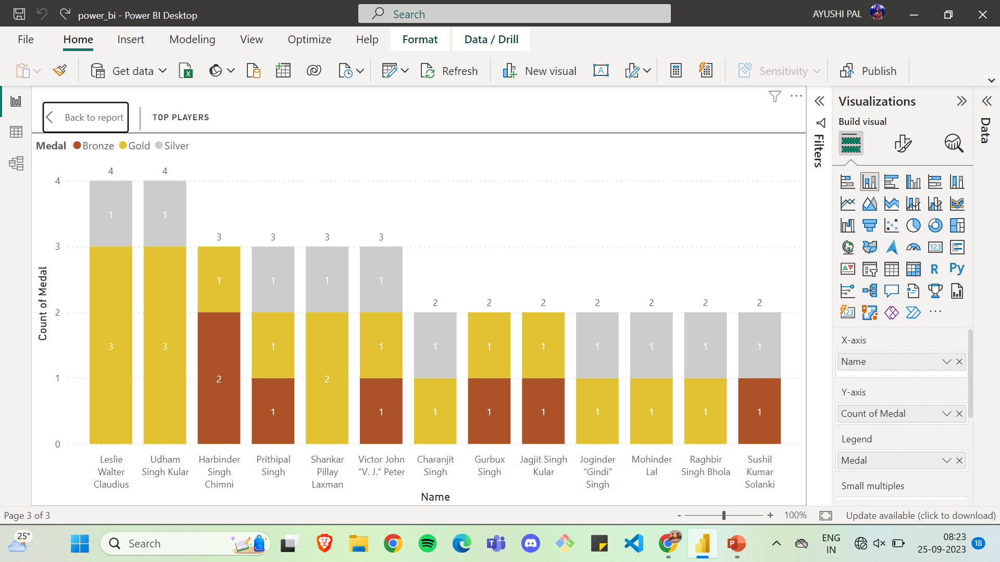 power_bi - Power BI Desktop
Search
AYUSHI PAL
File Home Insert Modeling View Optimize Help Format Data / Drill
Get data
Refresh
New visual
Sensitivity
Publish
Back to report
TOP PLAYERS
Medal Bronze Gold Silver
4 4
4
1 1
3 3 3 3
3
1 1 1 1
2 2 2 2 2 2 2
2
3 3 1 1 1 1 1 1 1 1 1
2 2
1
1 1 1 1 1 1 1 1 1
0
Count of Medal
Leslie Walter Claudius
Udham Singh Kular
Harbinder Singh Chimni
Prithipal Singh
Shankar Pillay Laxman
Victor John "V. J." Peter
Charanjit Singh
Gurbux Singh
Jagjit Singh Kular
Joginder "Gindi" Singh
Mohinder Lal
Raghbir Singh Bhola
Sushil Kumar Solanki
Name
Filters
Visualizations
Build visual
123
R Py
123
X-axis
Name
Y-axis
Count of Medal
Legend
Medal
Small multiples
Data
Page 3 of 3
- + 100%
Update available (click to download)
25°
Search
ENG
IN
08:23
25-09-2023
18